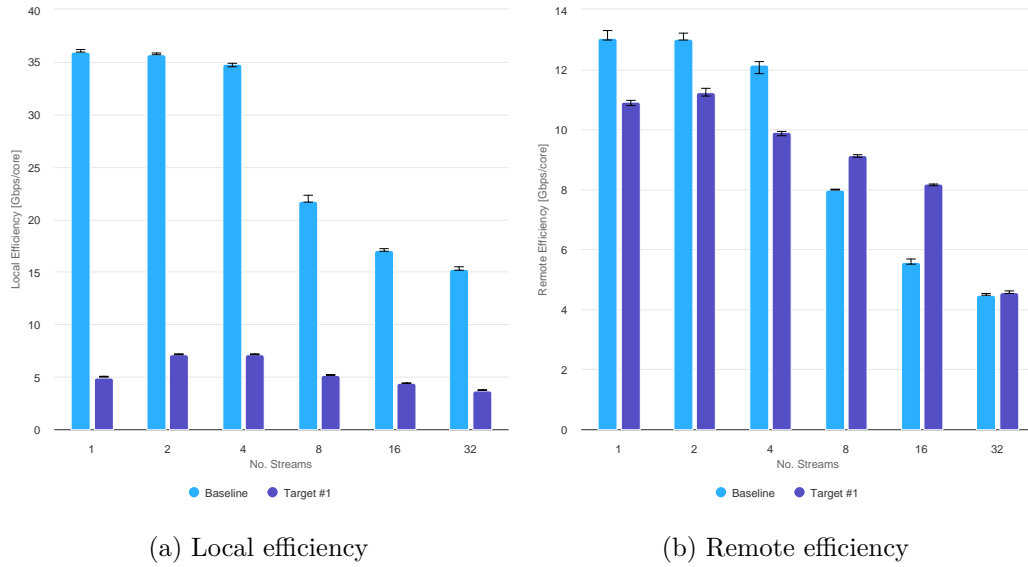 40
35
30
25
20
15
10
5
0
Local Efficiency [Gbps/core]
1 2 4 8 16 32
No. Streams
Baseline Target #1
(a) Local efficiency
14
12
10
8
6
4
2
0
Remote Efficiency [Gbps/core]
1 2 4 8 16 32
No. Streams
Baseline Target #1
(b) Remote efficiency